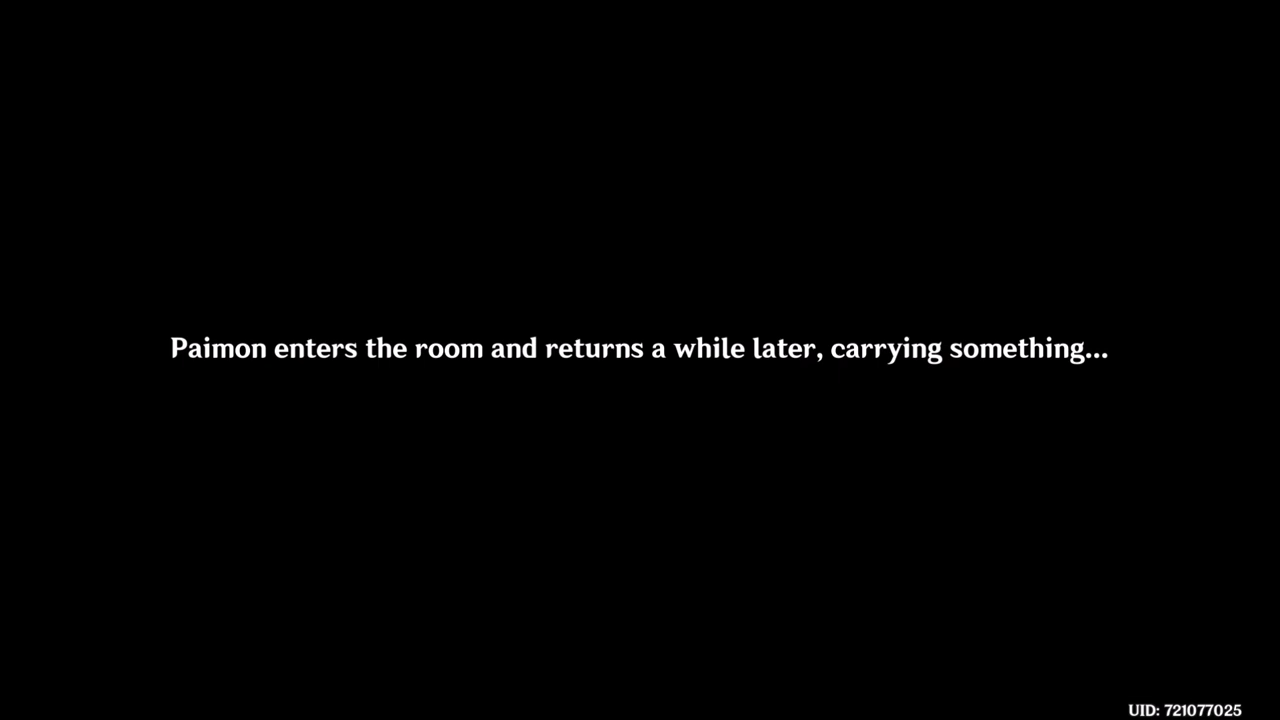 Paimon enters the room and returns a while later, carrying something...
UID: 721077025